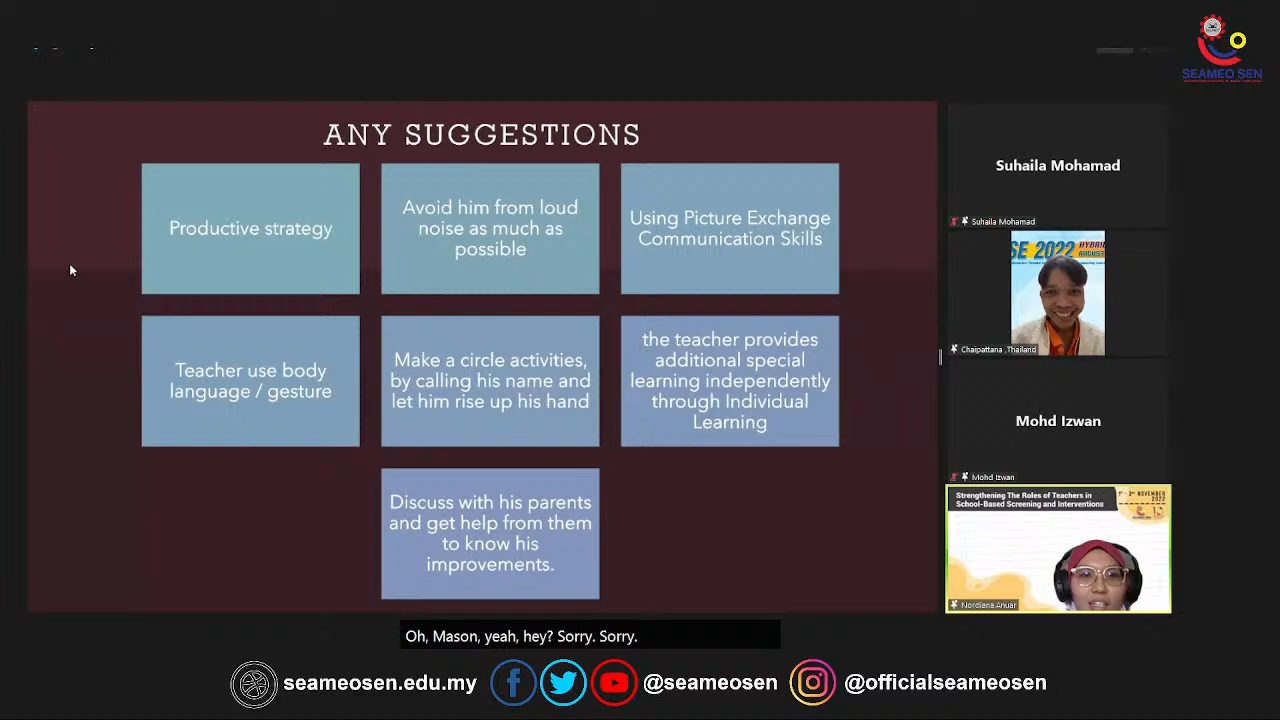 SEAMEO SEN
ANY SUGGESTIONS
Productive strategy
Avoid him from loud
noise as much as
possible
Using Picture Exchange
Communication Skills
Teacher use body
language / gesture
Make a circle activities,
by calling his name and
let him rise up his hand
the teacher provides
additional special
learning independently
through Individual
Learning
Discuss with his parents
and get help from them
to know his
improvements.
Suhaila Mohamad
Suhaila Mohamad
SE 2022 HYBRID
AUGUST
Chaipattana ,Thailand
Mohd Izwan
Mohd Izwan
Strengthening The Roles of Teachers in
School-Based Screening and Interventions
NOVEMBER
2022
Nordiana Anuar
Oh, Mason, yeah, hey? Sorry. Sorry.
seameosen.edu.my
@seameosen
@officialseameosen